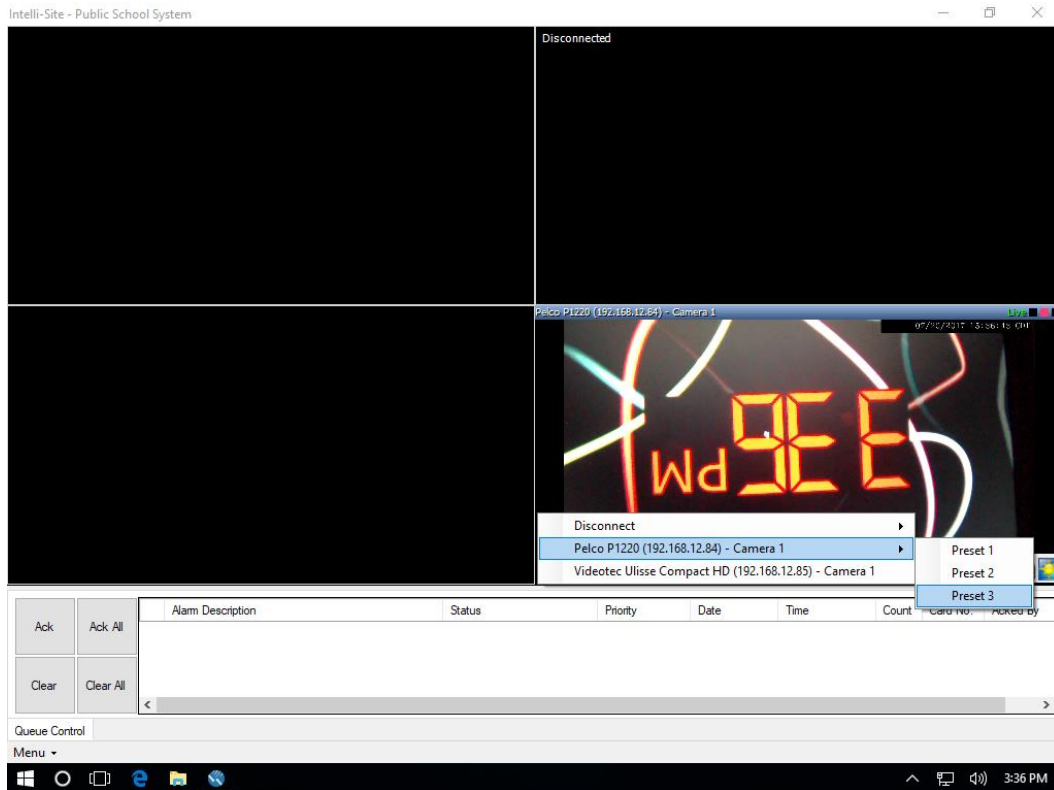 Intelli-Site - Public School System
Disconnected
Pelco P1220 (192.168.12.84) - Camera 1
Live
PM
Disconnect
Pelco P1220 (192.168.12.84) - Camera 1
Videotec Ulisse Compact HD (192.168.12.85) - Camera 1
Preset 1
Preset 2
Preset 3
Ack
Ack All
Alarm Description Status Priority Date Time Count Card No. Acked By
Clear
Clear All
Queue Control
Menu
3:36 PM